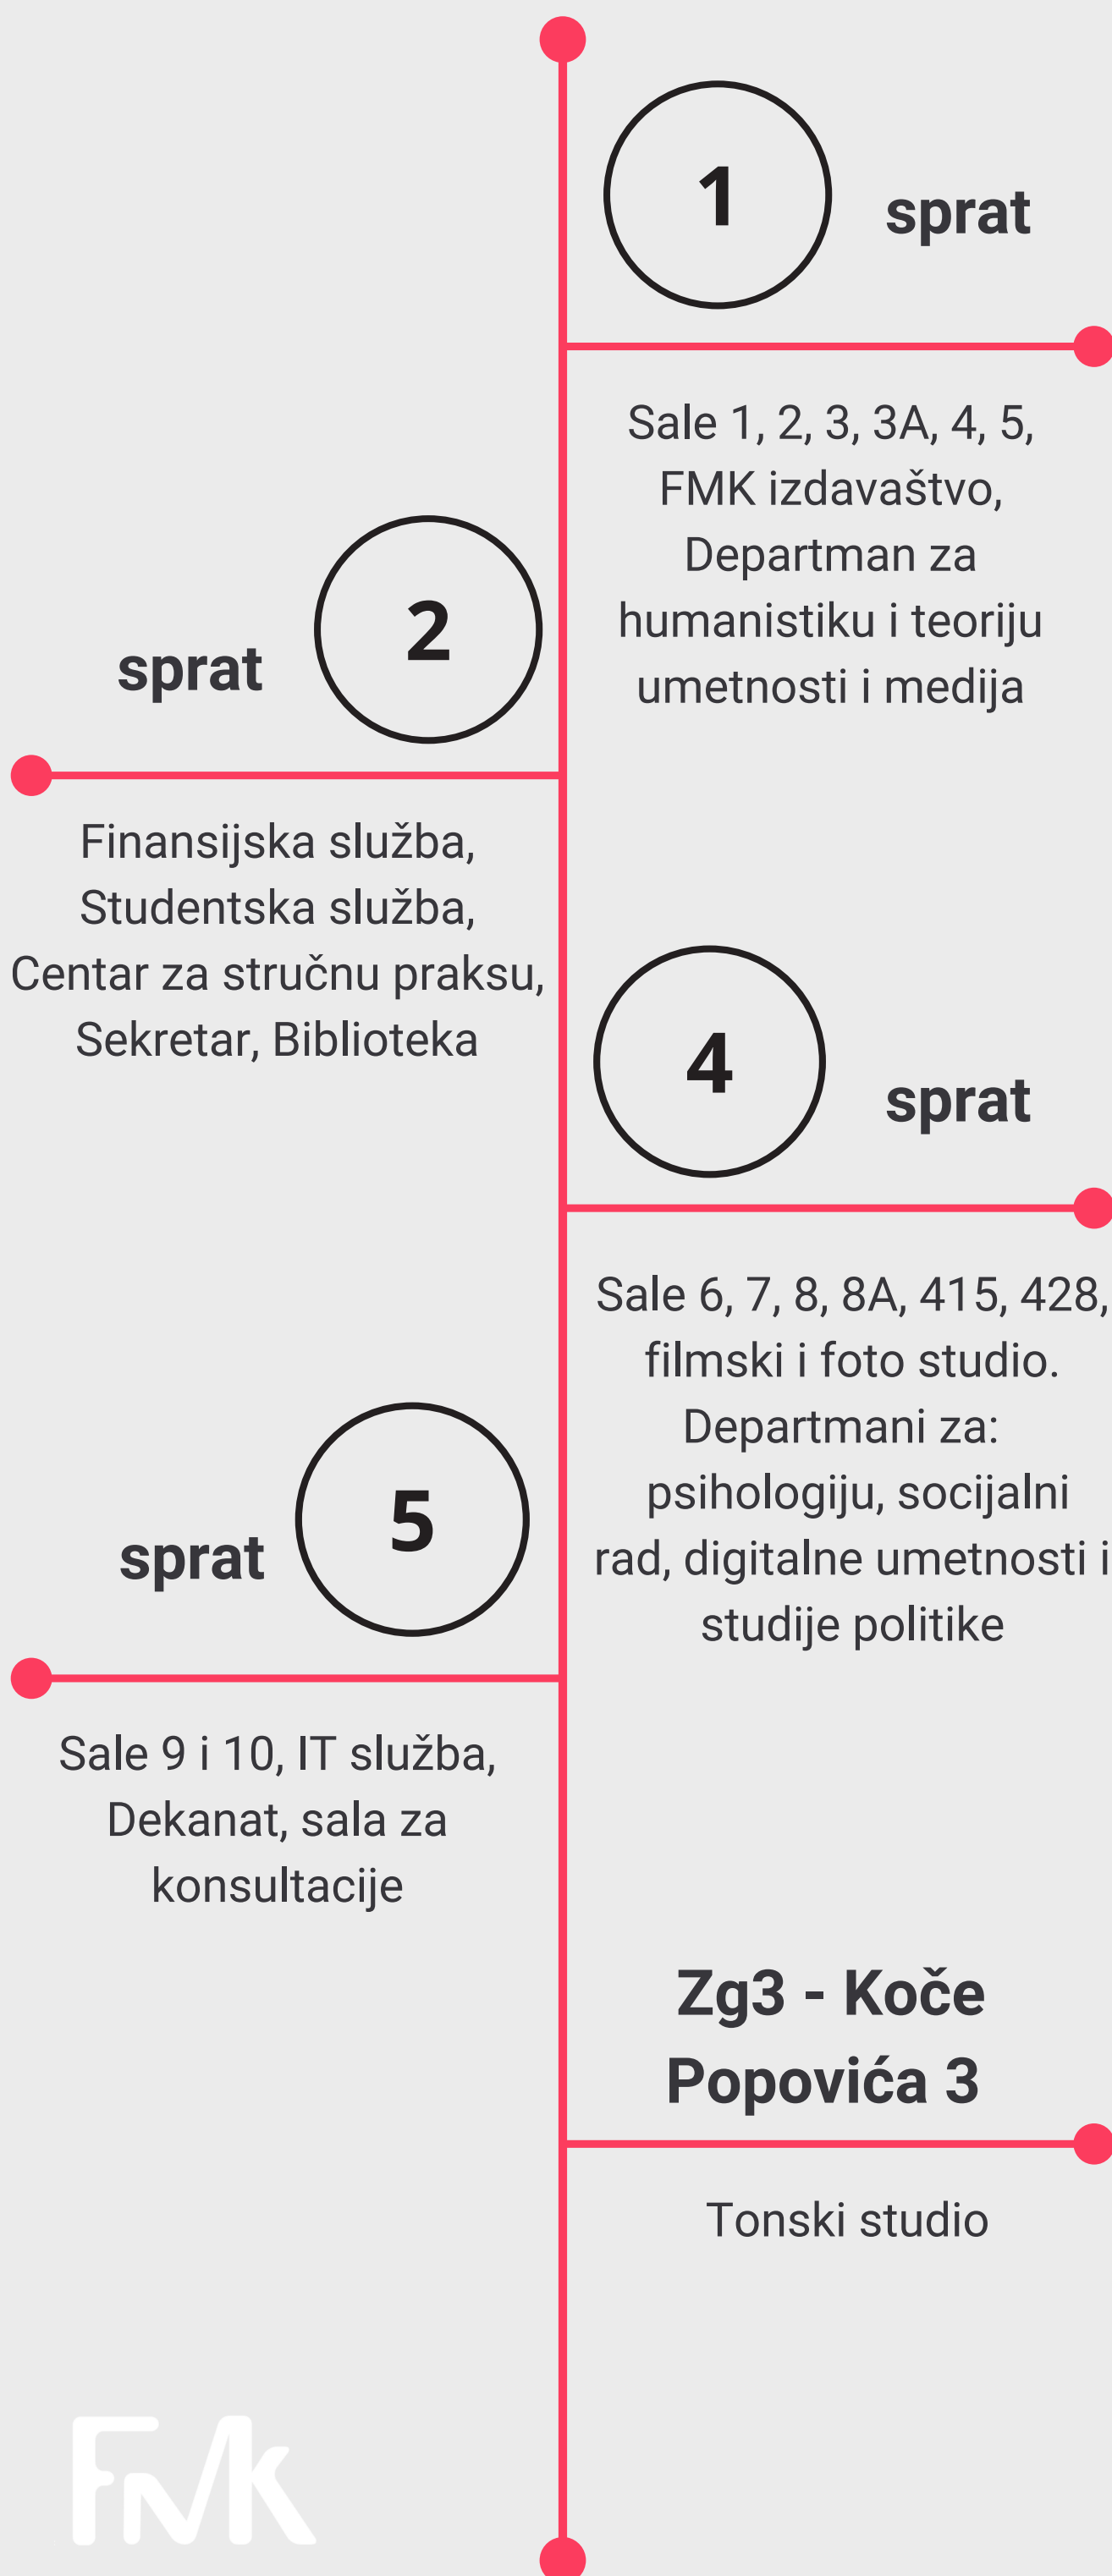 1
sprat
Sale 1, 2, 3, 3A, 4, 5,
FMK izdavaštvo,
Departman za
humanistiku i teoriju
umetnosti i medija
2
sprat
Finansijska služba,
Studentska služba,
Centar za stručnu praksu,
Sekretar, Biblioteka
4
sprat
Sale 6, 7, 8, 8A, 415, 428,
filmski i foto studio.
Departmani za:
psihologiju, socijalni
rad, digitalne umetnosti i
studije politike
5
sprat
Sale 9 i 10, IT služba,
Dekanat, sala za
konsultacije
Zg3 - Koče
Popovića 3
Tonski studio
FMK